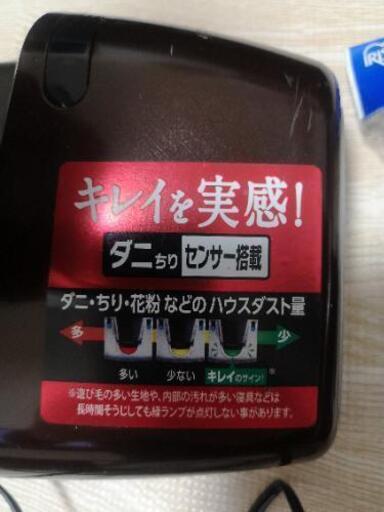 キレイを実感!
ダニちり センサー搭載
ダニ・ちり・花粉 などの ハウスダスト量
多 少
多い 少ない キレイのサイン! ※
※遊び毛の多い生地や、内部の汚れが多い寝具などは
長時間そうじしても緑ランプが点灯しない事があります。